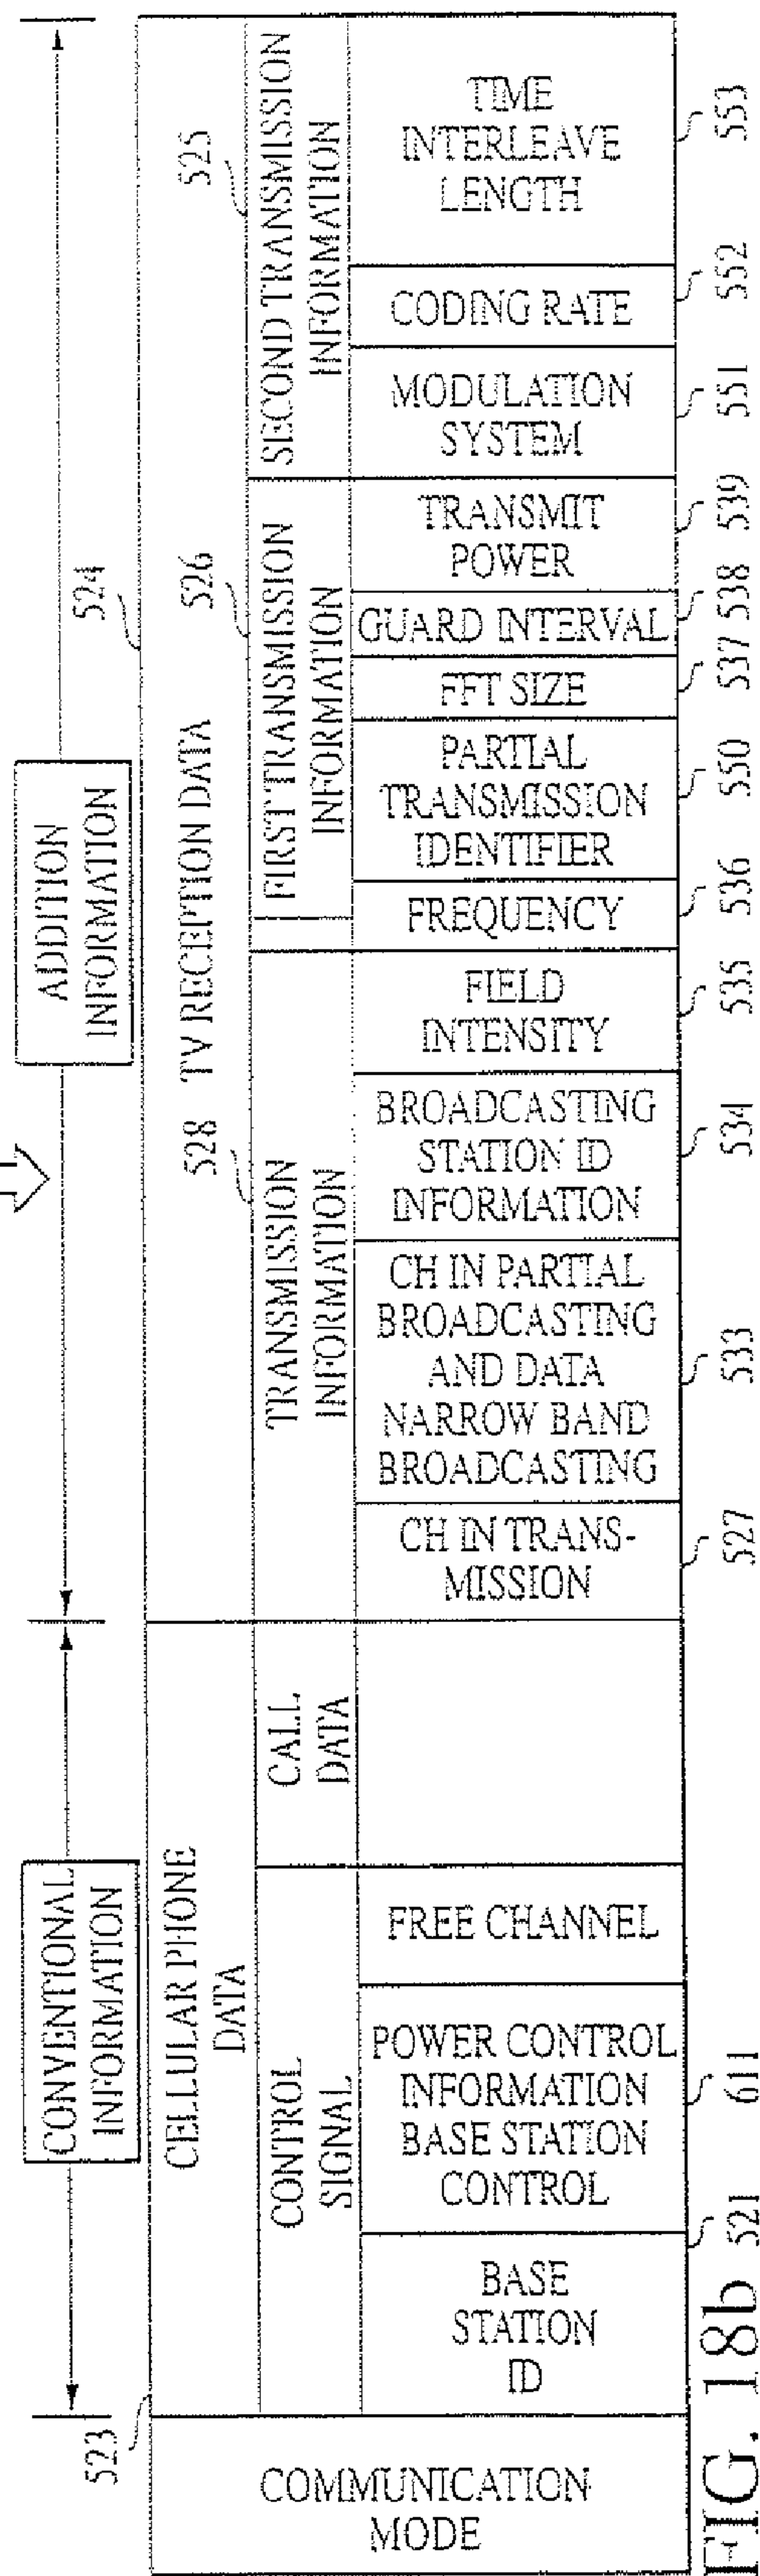 CONVENTIONAL
INFORMATION
ADDITION
INFORMATION
523
524
COMMUNICATION
MODE
CELLULAR PHONE
DATA
TV RECEPTION DATA
528
526
525
CONTROL
SIGNAL
CALL
DATA
TRANSMISSION
INFORMATION
FIRST TRANSMISSION
INFORMATION
SECOND TRANSMISSION
INFORMATION
BASE
STATION
ID
POWER CONTROL
INFORMATION
BASE STATION
CONTROL
FREE CHANNEL
CH IN TRANS-
MISSION
CH IN PARTIAL
BROADCASTING
AND DATA
NARROW BAND
BROADCASTING
BROADCASTING
STATION ID
INFORMATION
FIELD
INTENSITY
FREQUENCY
PARTIAL
TRANSMISSION
IDENTIFIER
FFT SIZE
GUARD INTERVAL
TRANSMIT
POWER
MODULATION
SYSTEM
CODING RATE
TIME
INTERLEAVE
LENGTH
521
611
527
533
534
535
536
550
537
538
539
551
552
553
FIG. 18b